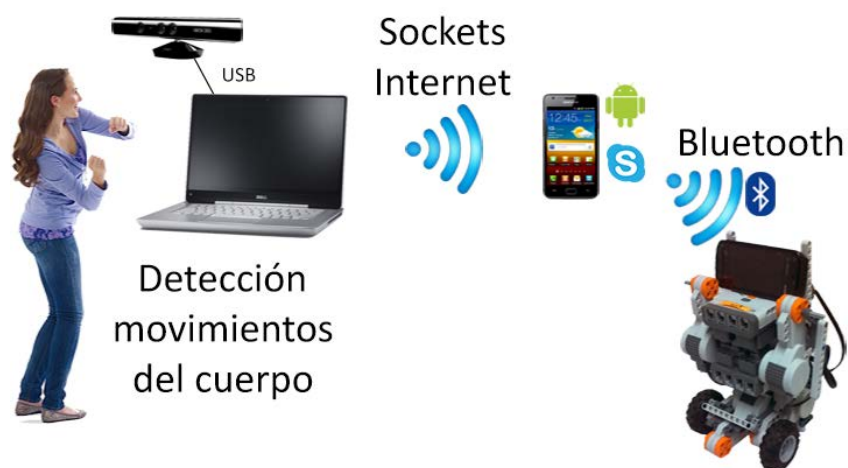 USB
Sockets
Internet
Bluetooth
Detección
movimientos
del cuerpo